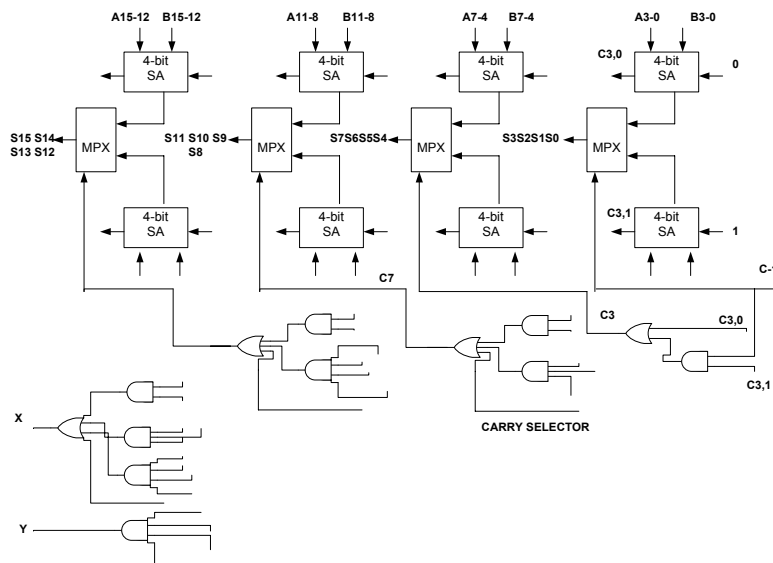 A15-12 B15-12 A11-8 B11-8 A7-4 B7-4 A3-0 B3-0
4-bit SA
4-bit SA
4-bit SA
C3,0
4-bit SA
0
S15 S14
S13 S12
MPX
S11 S10 S9
S8
MPX
S7S6S5S4
MPX
S3S2S1S0
MPX
4-bit SA
4-bit SA
4-bit SA
C3,1
4-bit SA
1
C7
C3
C-1
C3,0
C3,1
CARRY SELECTOR
X
Y